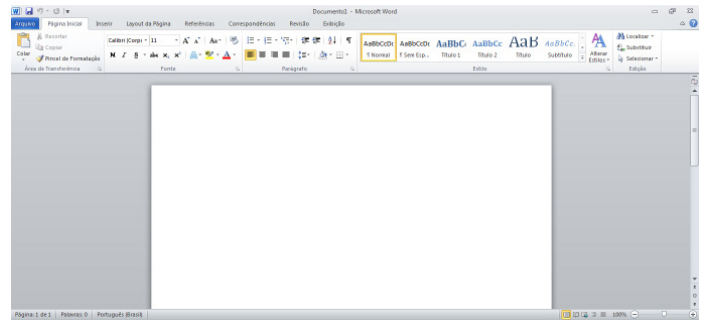 Documento1 - Microsoft Word
Arquivo Página Inicial Inserir Layout da Página Referências Correspondências Revisão Exibição
Colar
Recortar
Copiar
Pincel de Formatação
Área de Transferência
Calibri (Corpo 11
N I S abc x, x² Aa A
Fonte
Parágrafo
AaBbCcDc AaBbCcDc AaBbC AaBbCc AaB AaBbCc.
¶ Normal ¶ Sem Esp... Título 1 Título 2 Título Subtítulo
Alterar
Estilos
Estilo
Localizar
Substituir
Selecionar
Edição
Página: 1 de 1 Palavras: 0 Português (Brasil) 100%